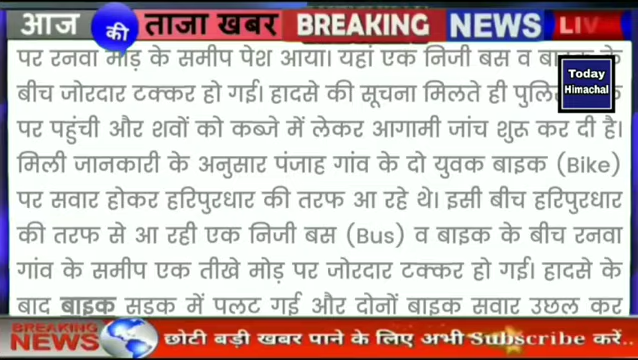 आज की ताजा खबर BREAKING NEWS LIV
पर रनवा मोड़ के समीप पेश आया। यहां एक निजी बस व बाइक के
Today Himachal
बीच जोरदार टक्कर हो गई। हादसे की सूचना मिलते ही
पर पहुंची और शवों को कब्जे में लेकर आगामी जांच शुरू कर दी है।
मिली जानकारी के अनुसार पंजाह गांव के दो युवक बाइक (Bike)
पर सवार होकर हरिपुरधार की तरफ आ रहे थे। इसी बीच हरिपुरधार
की तरफ से आ रही एक निजी बस (Bus) व बाइक के बीच रनवा
गांव के समीप एक तीखे मोड़ पर जोरदार टक्कर हो गई। हादसे के
बाद बाइक सड़क में पलट गई और दोनों बाइक सवार उछल कर
BREAKING NEWS छोटी बड़ी खबर पाने के लिए अभी Subscribe करें..